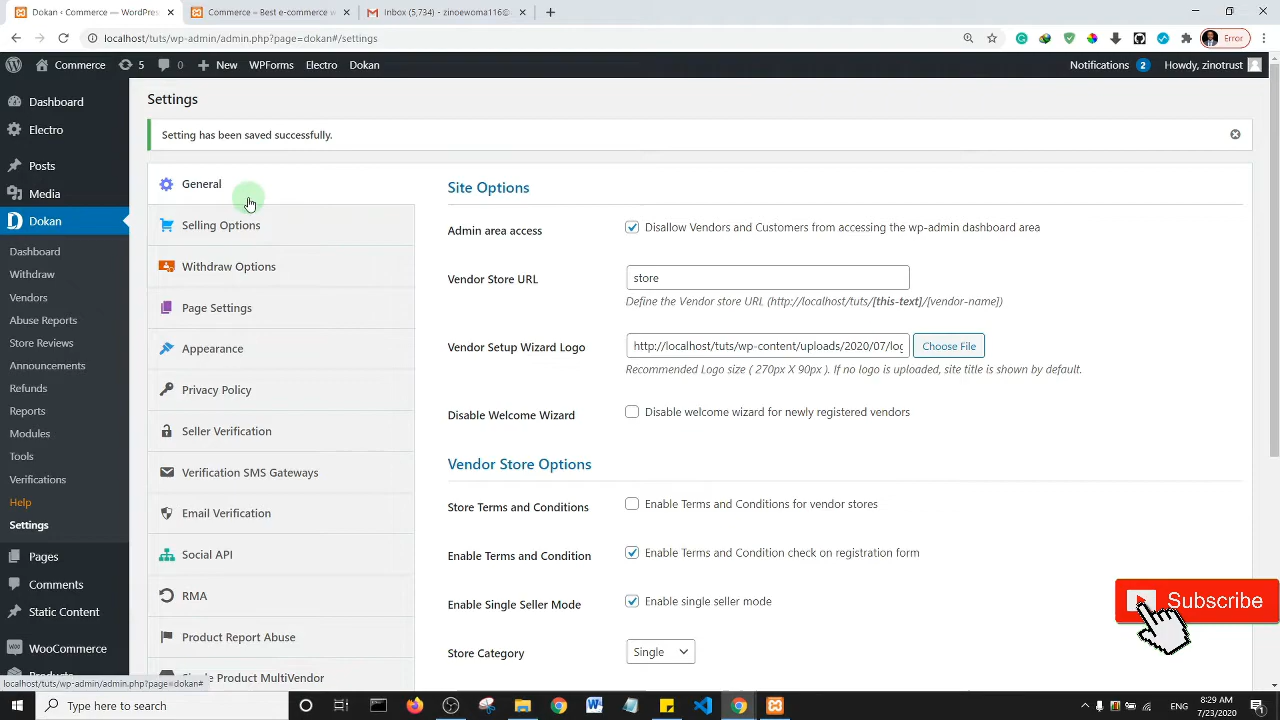 Dokan ‹ Commerce — WordPres
Commerce – Best e-commerce w
Inbox (5,734) - zinoewoma116@
localhost/tuts/wp-admin/admin.php?page=dokan#/settings
Error
Commerce
5
0
New
WPForms
Electro
Dokan
Notifications 2
Howdy, zinotrust
Dashboard
Electro
Posts
Media
Dokan
Dashboard
Withdraw
Vendors
Abuse Reports
Store Reviews
Announcements
Refunds
Reports
Modules
Tools
Verifications
Help
Settings
Pages
Comments
Static Content
WooCommerce
Products
Settings
Setting has been saved successfully.
General
Selling Options
Withdraw Options
Page Settings
Appearance
Privacy Policy
Seller Verification
Verification SMS Gateways
Email Verification
Social API
RMA
Product Report Abuse
Single Product MultiVendor
Site Options
Admin area access
Disallow Vendors and Customers from accessing the wp-admin dashboard area
Vendor Store URL
store
Define the Vendor store URL (http://localhost/tuts/[this-text]/[vendor-name])
Vendor Setup Wizard Logo
http://localhost/tuts/wp-content/uploads/2020/07/log
Choose File
Recommended Logo size ( 270px X 90px ). If no logo is uploaded, site title is shown by default.
Disable Welcome Wizard
Disable welcome wizard for newly registered vendors
Vendor Store Options
Store Terms and Conditions
Enable Terms and Conditions for vendor stores
Enable Terms and Condition
Enable Terms and Condition check on registration form
Enable Single Seller Mode
Enable single seller mode
Store Category
Single
Subscribe
localhost/tuts/wp-admin/admin.php?page=dokan#
Type here to search
ENG
8:29 AM
7/23/2020
1